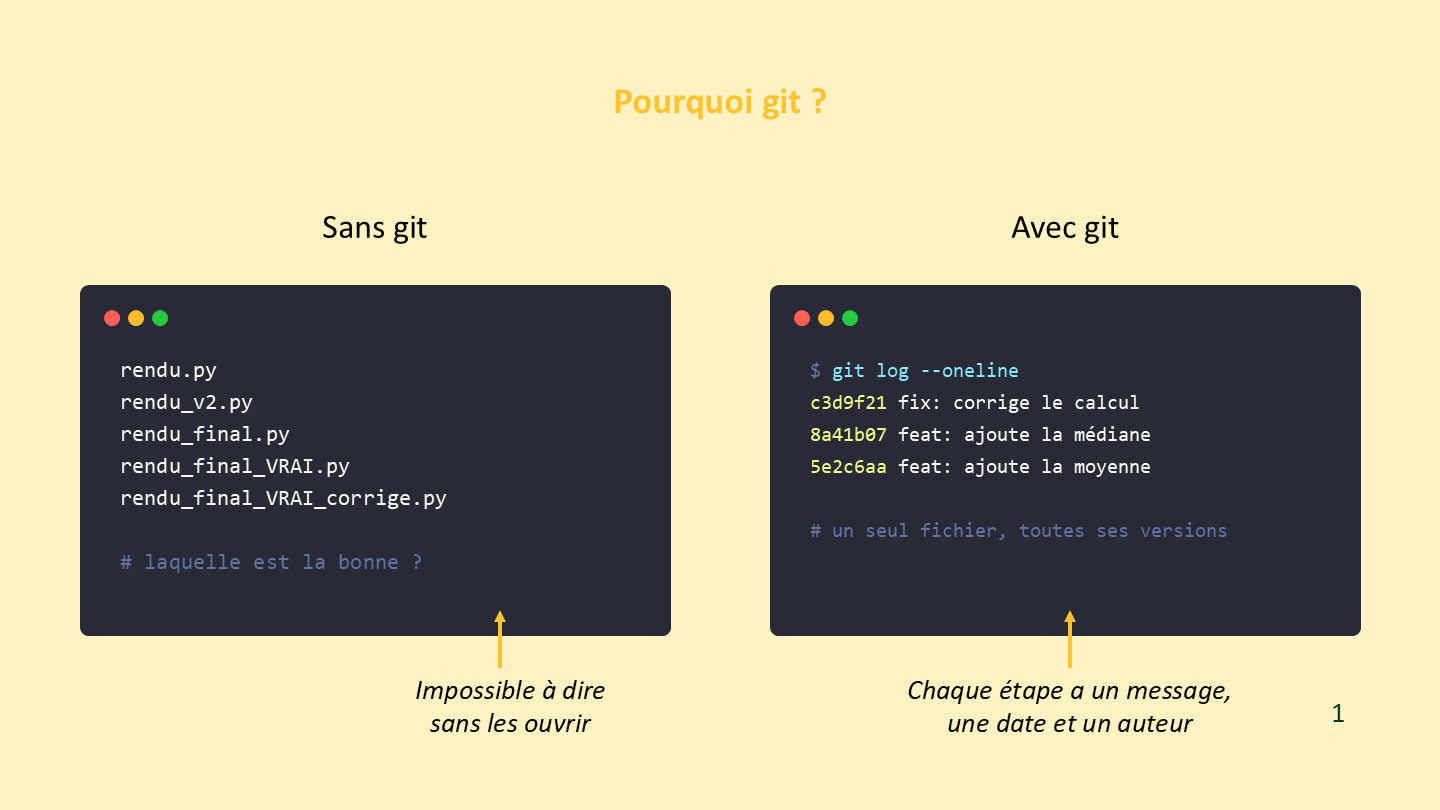 Pourquoi git ?
Sans git
rendu.py
rendu_v2.py
rendu_final.py
rendu_final_VRAI.py
rendu_final_VRAI_corrige.py
# laquelle est la bonne ?
Impossible à dire
sans les ouvrir
Avec git
$ git log --oneline
c3d9f21 fix: corrige le calcul
8a41b07 feat: ajoute la médiane
5e2c6aa feat: ajoute la moyenne
# un seul fichier, toutes ses versions
Chaque étape a un message,
une date et un auteur
1